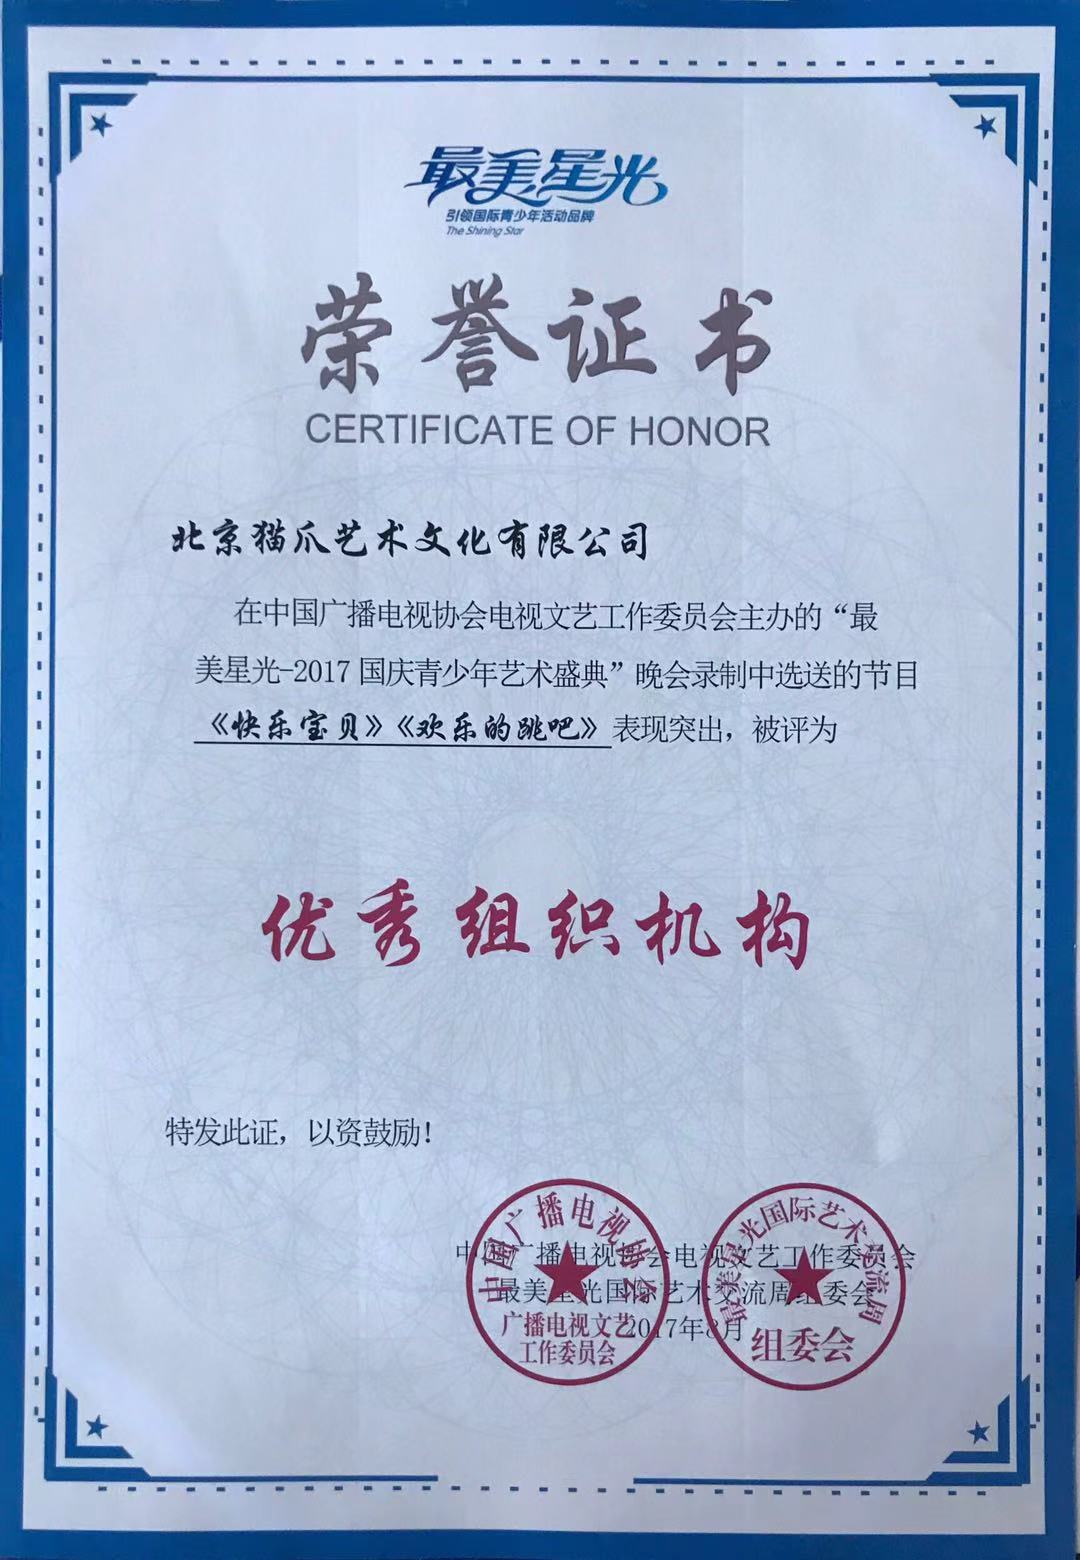 最美星光
引领国际青少年活动品牌
The Shining Star
荣誉证书
CERTIFICATE OF HONOR
北京猫爪艺术文化有限公司
在中国广播电视协会电视文艺工作委员会主办的“最
美星光-2017国庆青少年艺术盛典”晚会录制中选送的节目
《快乐宝贝》《欢乐的跳吧》表现突出，被评为
优秀组织机构
特发此证，以资鼓励！
中国广播电视协会电视文艺工作委员会
最美星光国际艺术交流周组委会
2017年8月
中国广播电视协会
广播电视文艺
工作委员会
最美星光国际艺术交流周
组委会